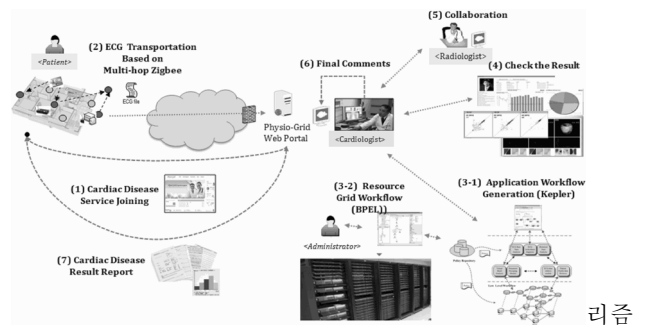 (5) Collaboration
<Patient>
(2) ECG Transportation
Based on
Multi-hop Zigbee
ECG file
(6) Final Comments
<Radiologist>
(4) Check the Result
Physio-Grid
Web Portal
<Cardiologist>
(1) Cardiac Disease
Service Joining
(3-2) Resource
Grid Workflow
(BPEL))
(3-1) Application Workflow
Generation (Kepler)
<Administrator>
(7) Cardiac Disease
Result Report
리즘